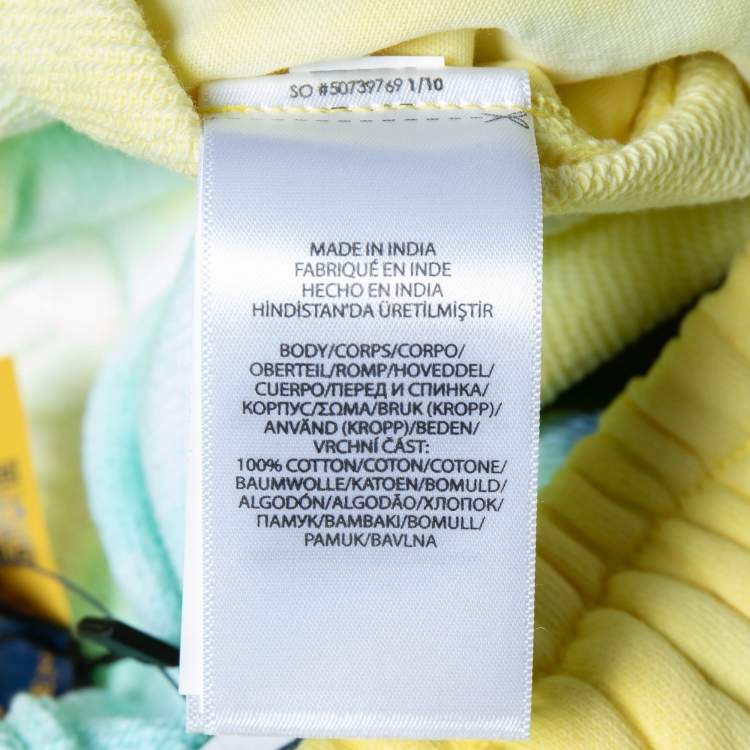 SO #50739769 1/10
MADE IN INDIA
FABRIQUÉ EN INDE
HECHO EN INDIA
HİNDİSTAN'DA ÜRETİLMİŞTİR
BODY/CORPS/CORPO/
OBERTEIL/ROMP/HOVEDDEL/
CUERPO/ПЕРЕД И СПИНКА/
КОРПУС/ΣΩΜΑ/BRUK (KROPP)/
ANVÄND (KROPP)/BEDEN/
VRCHNÍ ČÁST:
100% COTTON/COTON/COTONE/
BAUMWOLLE/KATOEN/BOMULD/
ALGODÓN/ALGODÃO/ХЛОПОК/
ПАМУК/BAMBAKI/BOMULL/
PAMUK/BAVLNA